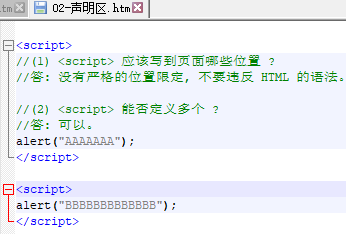 tm
02-声明区.htm
<script>
//(1) <script> 应该写到页面哪些位置 ?
//答: 没有严格的位置限定, 不要违反 HTML 的语法。
//(2) <script> 能否定义多个 ?
//答: 可以。
alert("AAAAAAA");
</script>
<script>
alert("BBBBBBBBBBBBB");
</script>